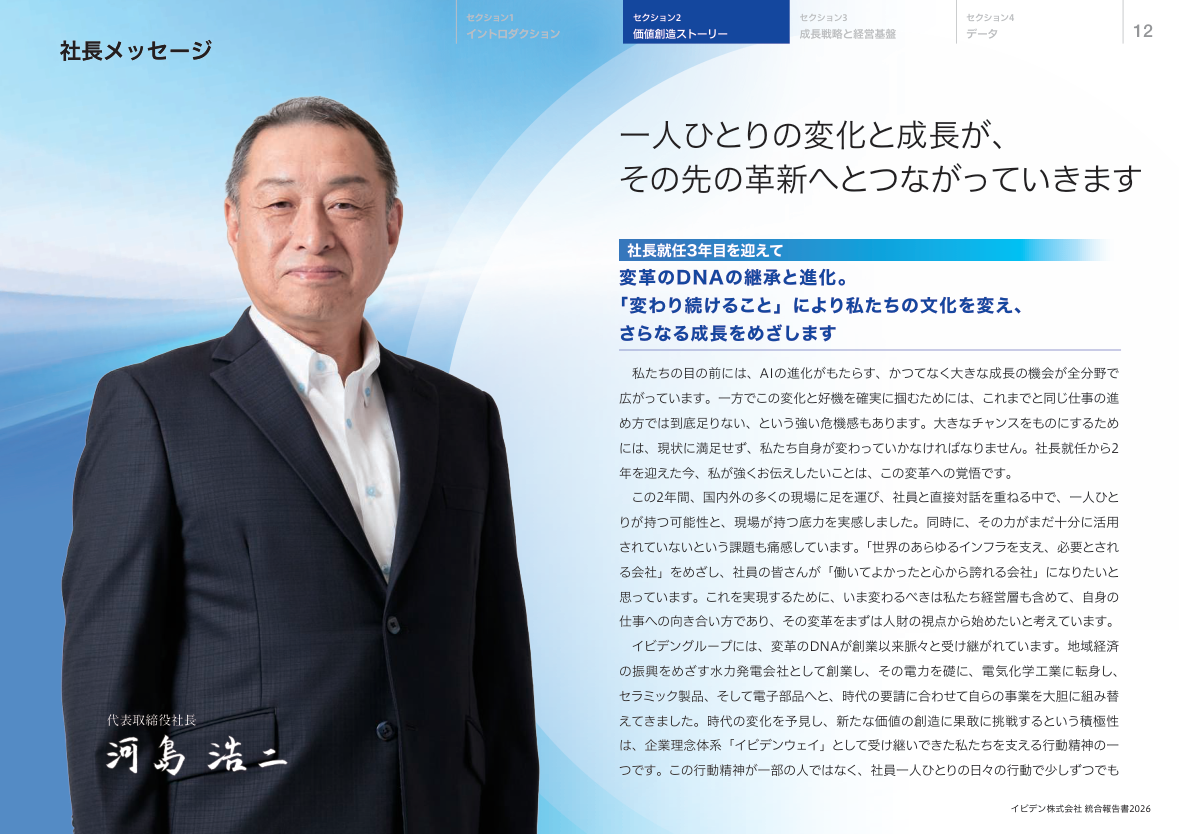 社長メッセージ
セクション1
イントロダクション
セクション2
価値創造ストーリー
セクション3
成長戦略と経営基盤
セクション4
データ
12
一人ひとりの変化と成長が、
その先の革新へとつながっていきます
社長就任3年目を迎えて
変革のDNAの継承と進化。
「変わり続けること」により私たちの文化を変え、
さらなる成長をめざします
私たちの目の前には、AIの進化がもたらす、かつてなく大きな成長の機会が全分野で
広がっています。一方でこの変化と好機を確実に掴むためには、これまでと同じ仕事の進
め方では到底足りない、という強い危機感もあります。大きなチャンスをものにするため
には、現状に満足せず、私たち自身が変わっていかなければなりません。社長就任から2
年を迎えた今、私が強くお伝えしたいことは、この変革への覚悟です。
この2年間、国内外の多くの現場に足を運び、社員と直接対話を重ねる中で、一人ひと
りが持つ可能性と、現場が持つ底力を実感しました。同時に、その力がまだ十分に活用
されていないという課題も痛感しています。「世界のあらゆるインフラを支え、必要とされ
る会社」をめざし、社員の皆さんが「働いてよかったと心から誇れる会社」になりたいと
思っています。これを実現するために、いま変わるべきは私たち経営層も含めて、自身の
仕事への向き合い方であり、その変革をまずは人財の視点から始めたいと考えています。
イビデングループには、変革のDNAが創業以来脈々と受け継がれています。地域経済
の振興をめざす水力発電会社として創業し、その電力を礎に、電気化学工業に転身し、
セラミック製品、そして電子部品へと、時代の要請に合わせて自らの事業を大胆に組み替
えてきました。時代の変化を予見し、新たな価値の創造に果敢に挑戦するという積極性
は、企業理念体系「イビデンウェイ」として受け継いできた私たちを支える行動精神の一
つです。この行動精神が一部の人ではなく、社員一人ひとりの日々の行動で少しずつでも
代表取締役社長
河島 浩二
イビデン株式会社 統合報告書2026